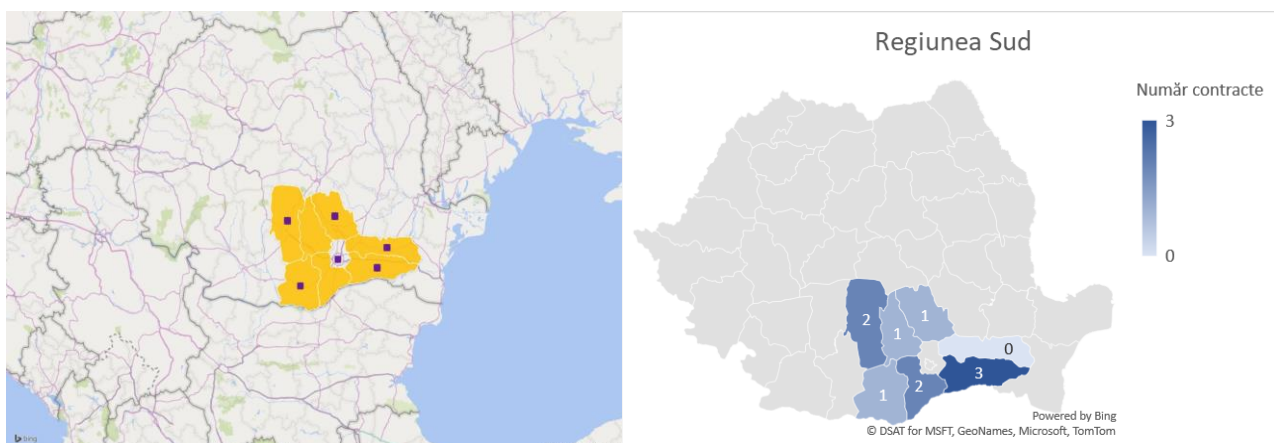 Regiunea Sud
Număr contracte
3
0
2
1
1
0
3
2
1
Powered by Bing
© DSAT for MSFT, GeoNames, Microsoft, TomTom
bing